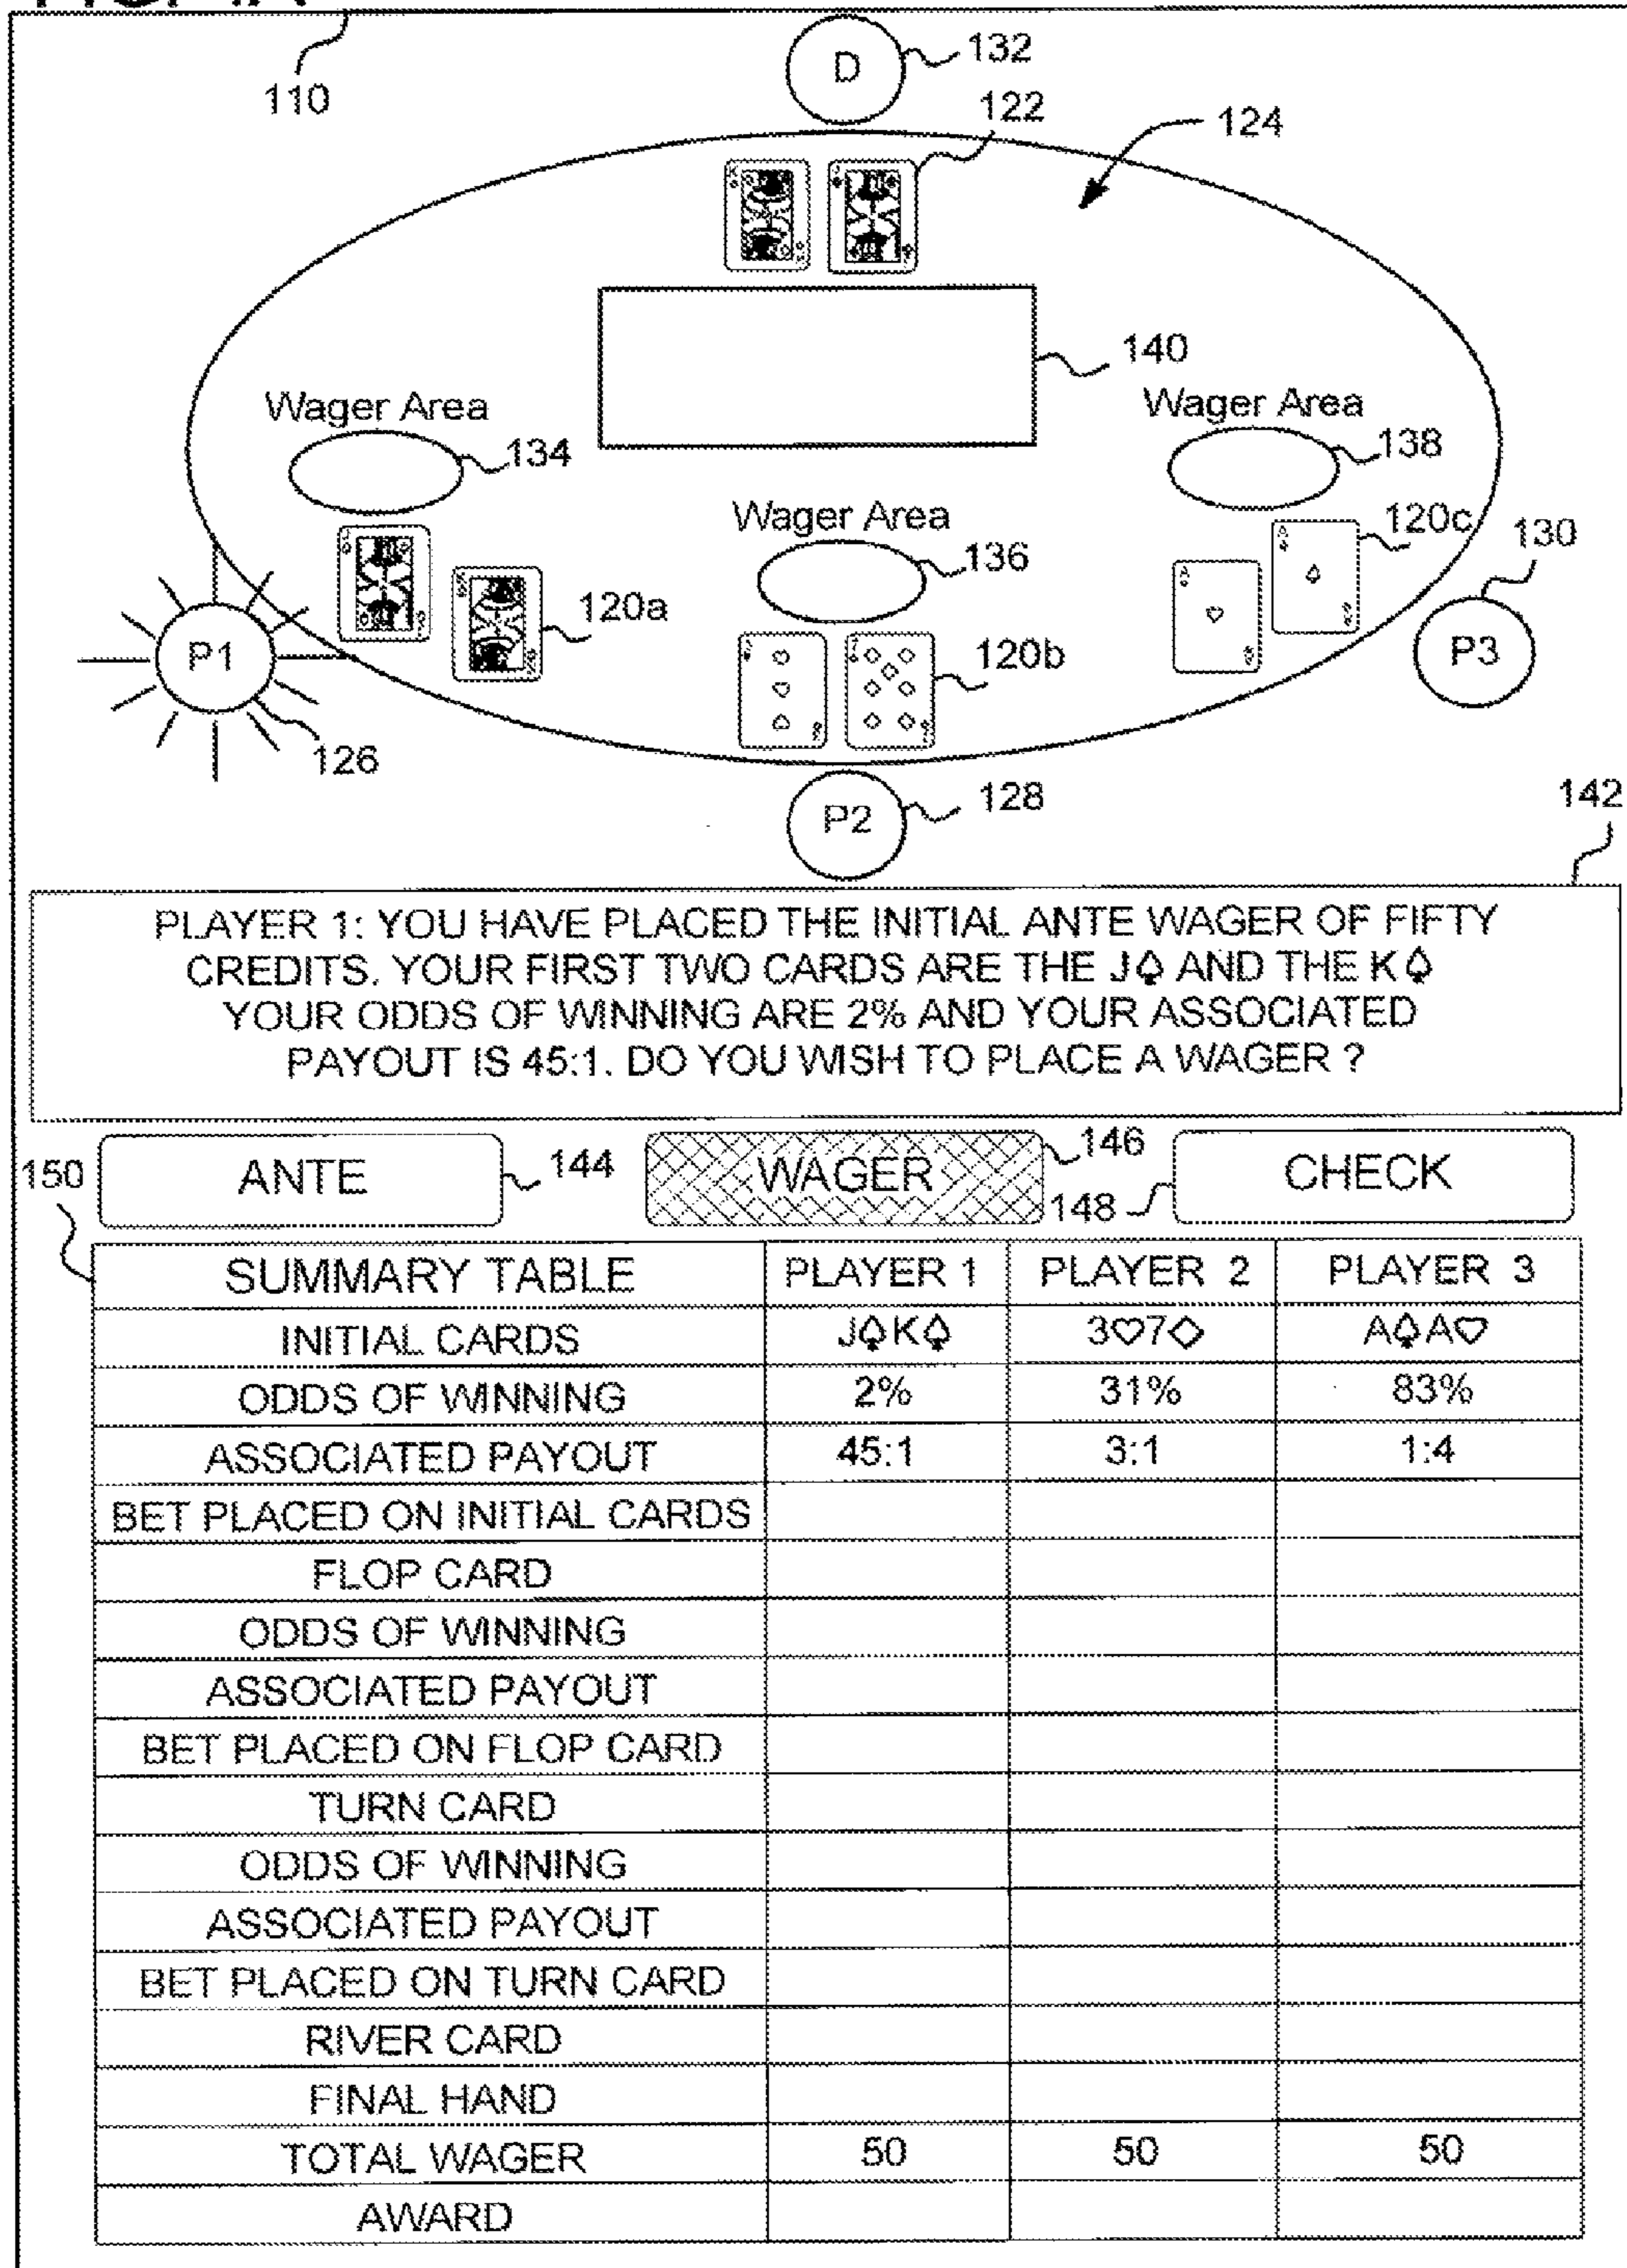 110
D
132
122
124
140
Wager Area
134
Wager Area
138
Wager Area
136
120a
120b
120c
130
P1
126
P3
P2
128
142
PLAYER 1: YOU HAVE PLACED THE INITIAL ANTE WAGER OF FIFTY
CREDITS. YOUR FIRST TWO CARDS ARE THE J♤ AND THE K♤
YOUR ODDS OF WINNING ARE 2% AND YOUR ASSOCIATED
PAYOUT IS 45:1. DO YOU WISH TO PLACE A WAGER ?
150
ANTE
144
WAGER
146
148
CHECK
SUMMARY TABLE PLAYER 1 PLAYER 2 PLAYER 3
INITIAL CARDS J♤K♤ 3♡7◇ A♤A♡
ODDS OF WINNING 2% 31% 83%
ASSOCIATED PAYOUT 45:1 3:1 1:4
BET PLACED ON INITIAL CARDS
FLOP CARD
ODDS OF WINNING
ASSOCIATED PAYOUT
BET PLACED ON FLOP CARD
TURN CARD
ODDS OF WINNING
ASSOCIATED PAYOUT
BET PLACED ON TURN CARD
RIVER CARD
FINAL HAND
TOTAL WAGER 50 50 50
AWARD